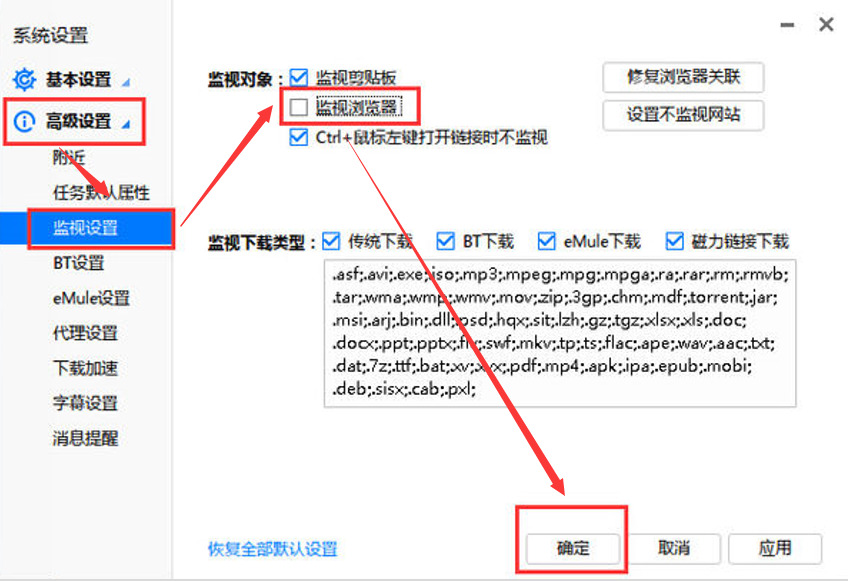 系统设置
基本设置
高级设置
附近
任务默认属性
监视设置
BT设置
eMule设置
代理设置
下载加速
字幕设置
消息提醒
监视对象： 监视剪贴板
监视浏览器
Ctrl+鼠标左键打开链接时不监视
修复浏览器关联
设置不监视网站
监视下载类型： 传统下载 BT下载 eMule下载 磁力链接下载
.asf;.avi;.exe;.iso;.mp3;.mpeg;.mpg;.mpga;.ra;.rar;.rm;.rmvb;
.tar;.wma;.wmp;.wmv;.mov;.zip;.3gp;.chm;.mdf;.torrent;.jar;
.msi;.arj;.bin;.dll;.psd;.hqx;.sit;.lzh;.gz;.tgz;.xlsx;.xls;.doc;
.docx;.ppt;.pptx;.flv;.swf;.mkv;.tp;.ts;.flac;.ape;.wav;.aac;.txt;
.dat;.7z;.ttf;.bat;.xv;.xvx;.pdf;.mp4;.apk;.ipa;.epub;.mobi;
.deb;.sisx;.cab;.pxl;
恢复全部默认设置
确定
取消
应用